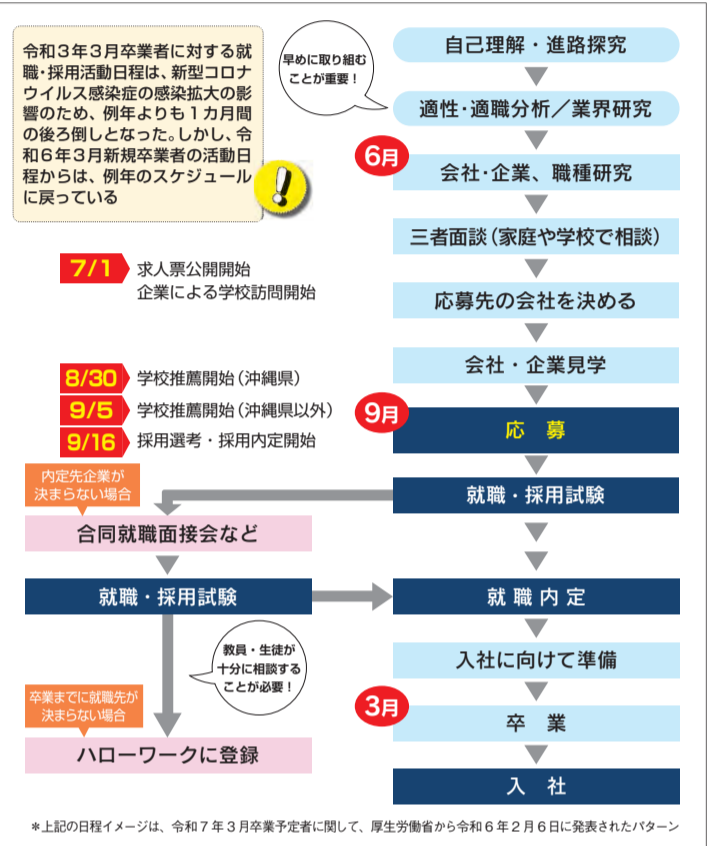 令和３年３月卒業者に対する就
職・採用活動日程は、新型コロナ
ウイルス感染症の感染拡大の影
響のため、例年よりも１カ月間
の後ろ倒しとなった。しかし、令
和６年３月新規卒業者の活動日
程からは、例年のスケジュール
に戻っている
!
早めに取り組む
ことが重要！
自己理解・進路探究
適性・適職分析／業界研究
6月
会社・企業、職種研究
三者面談（家庭や学校で相談）
7/1
求人票公開開始
企業による学校訪問開始
応募先の会社を決める
会社・企業見学
8/30
学校推薦開始（沖縄県）
9/5
学校推薦開始（沖縄県以外）
9/16
採用選考・採用内定開始
9月
応　募
就職・採用試験
内定先企業が
決まらない場合
合同就職面接会など
就職・採用試験
就職内定
教員・生徒が
十分に相談する
ことが必要！
入社に向けて準備
卒業までに就職先が
決まらない場合
ハローワークに登録
3月
卒　業
入　社
＊上記の日程イメージは、令和７年３月卒業予定者に関して、厚生労働省から令和６年２月６日に発表されたパターン